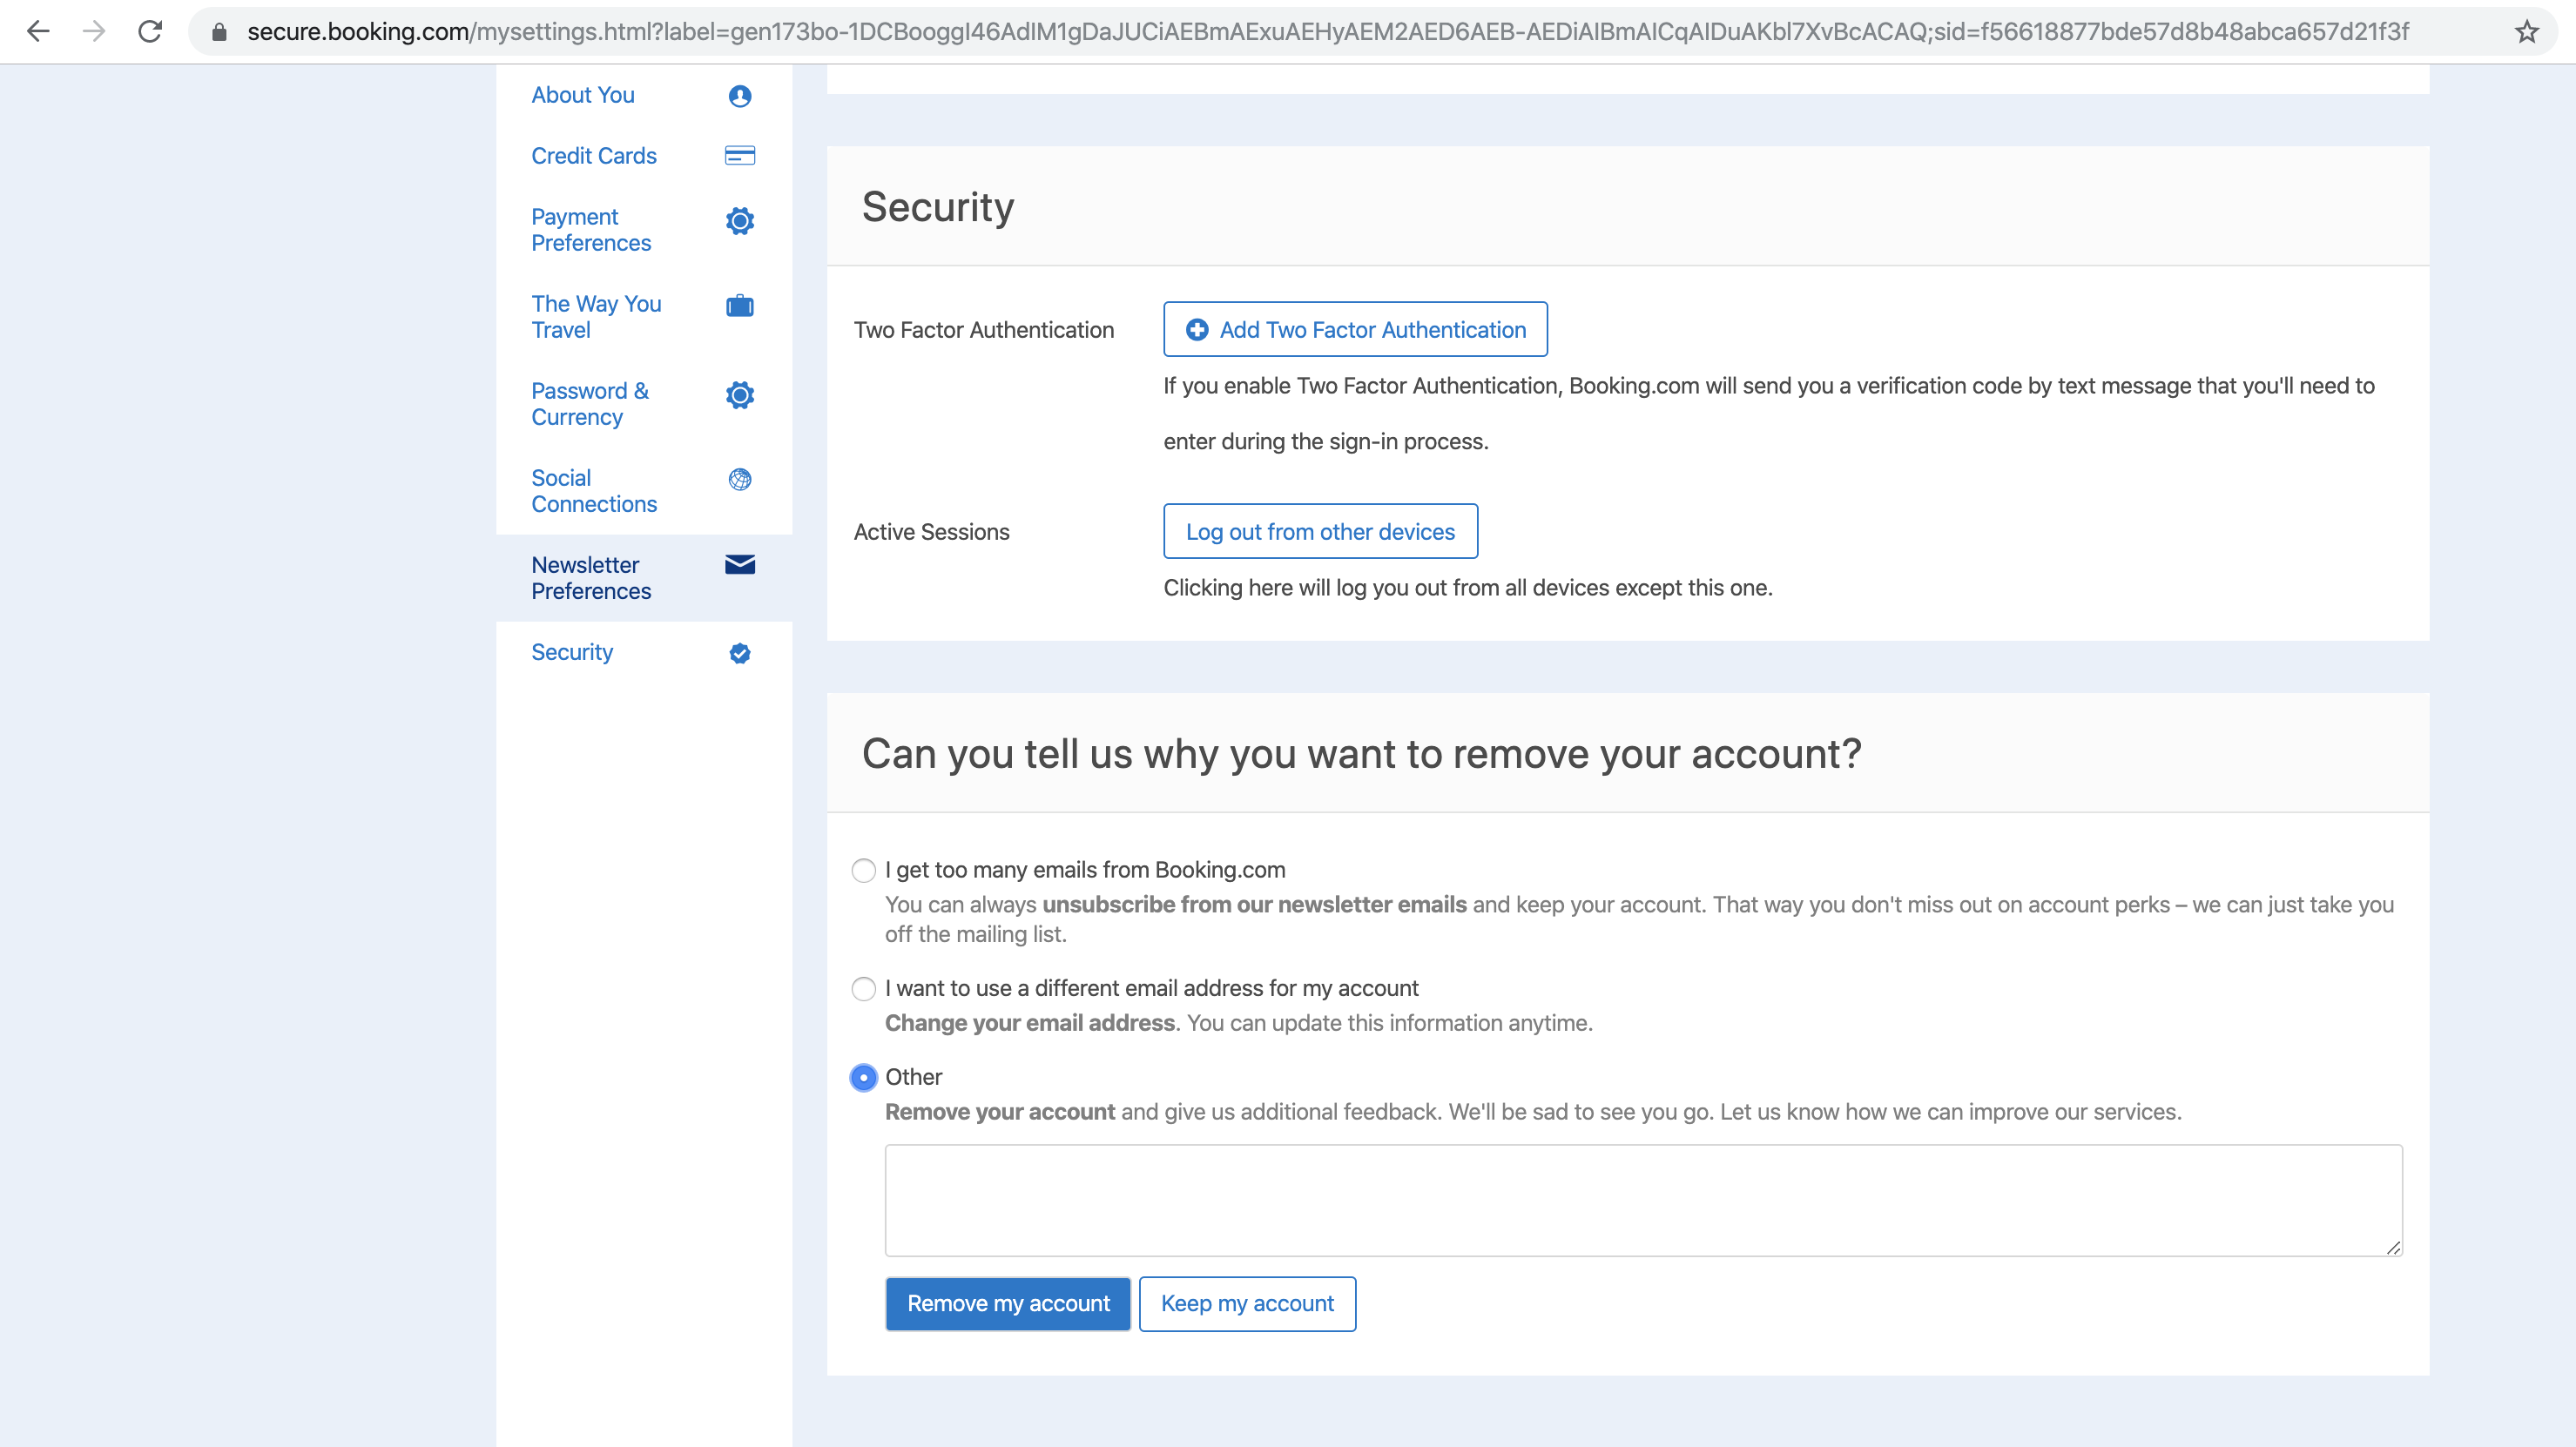 secure.booking.com/mysettings.html?label=gen173bo-1DCBooggI46AdIM1gDaJUCiAEBmAExuAEHyAEM2AED6AEB-AEDiAIBmAICqAIDuAKbl7XvBcACAQ;sid=f56618877bde57d8b48abca657d21f3f
About You
Credit Cards
Payment
Preferences
The Way You
Travel
Password &
Currency
Social
Connections
Newsletter
Preferences
Security
Security
Two Factor Authentication
Add Two Factor Authentication
If you enable Two Factor Authentication, Booking.com will send you a verification code by text message that you'll need to
enter during the sign-in process.
Active Sessions
Log out from other devices
Clicking here will log you out from all devices except this one.
Can you tell us why you want to remove your account?
I get too many emails from Booking.com
You can always unsubscribe from our newsletter emails and keep your account. That way you don't miss out on account perks – we can just take you
off the mailing list.
I want to use a different email address for my account
Change your email address. You can update this information anytime.
Other
Remove your account and give us additional feedback. We'll be sad to see you go. Let us know how we can improve our services.
Remove my account
Keep my account